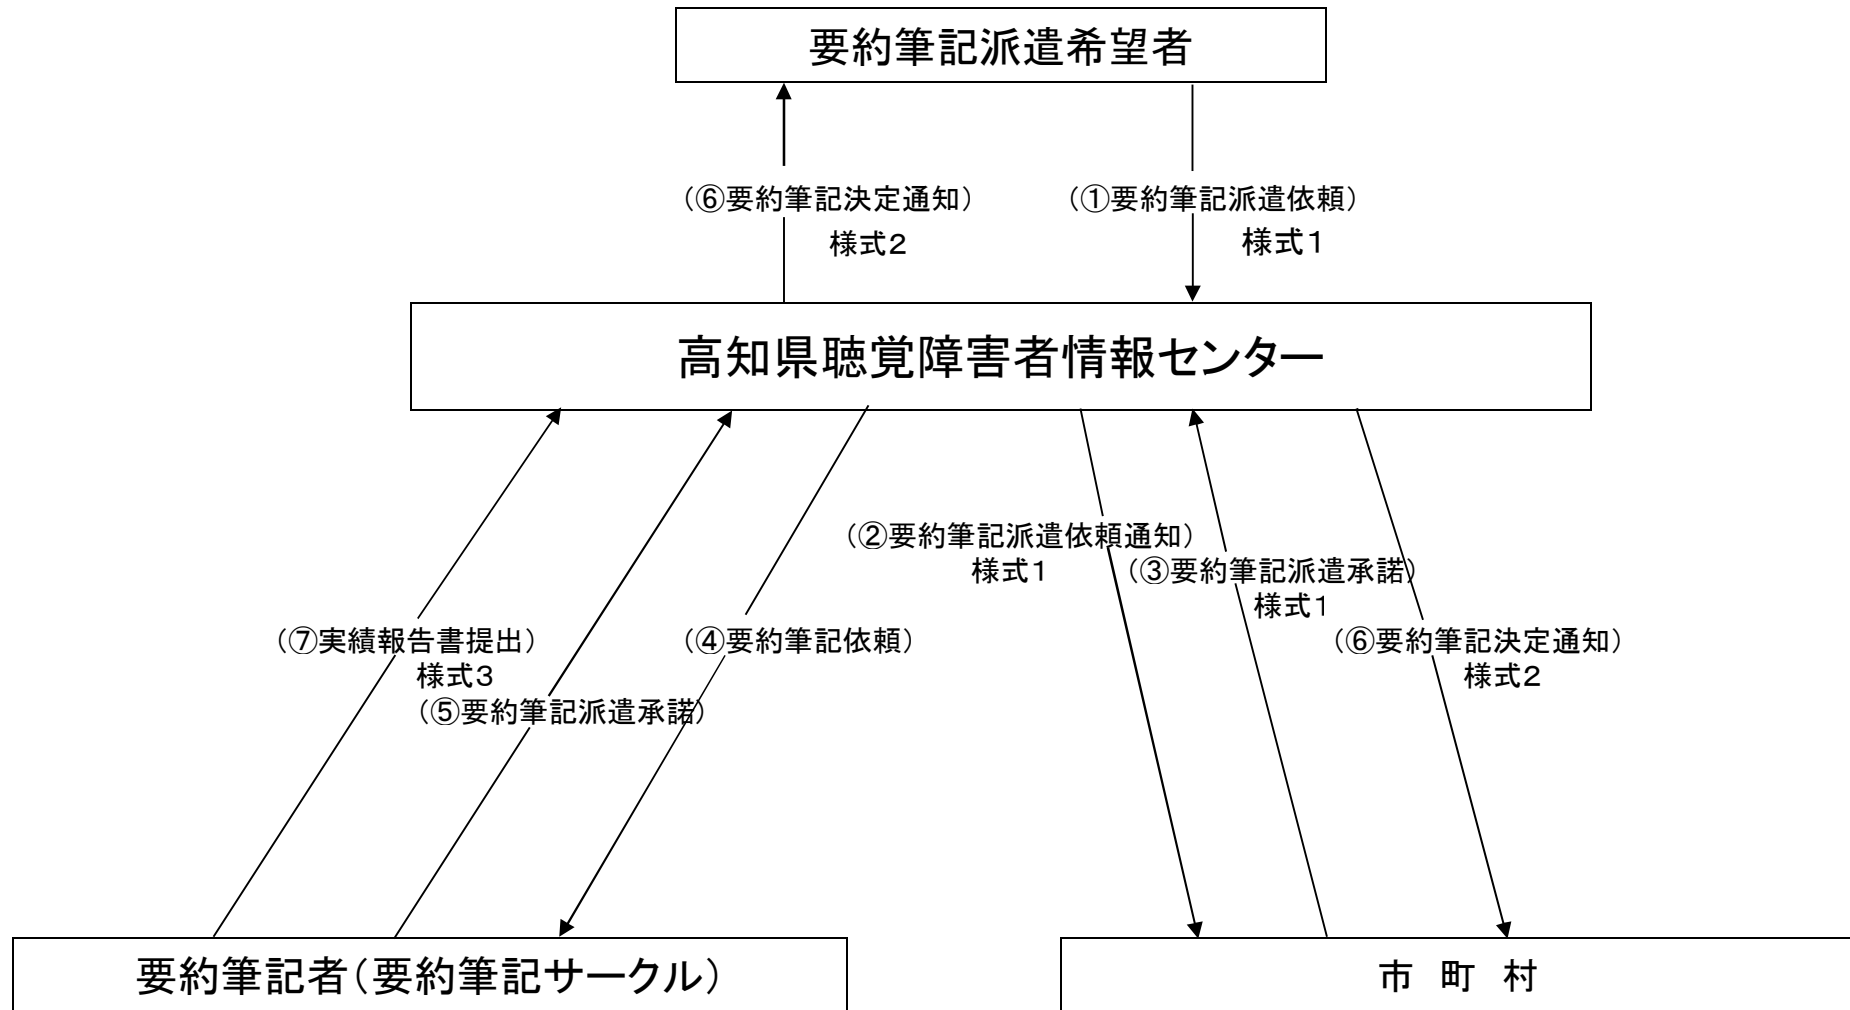 要約筆記派遣希望者
（⑥要約筆記決定通知）
様式２
（①要約筆記派遣依頼）
様式１
高知県聴覚障害者情報センター
（②要約筆記派遣依頼通知）
様式１
（③要約筆記派遣承諾）
様式１
（⑦実績報告書提出）
様式３
（④要約筆記依頼）
（⑥要約筆記決定通知）
様式２
（⑤要約筆記派遣承諾）
要約筆記者（要約筆記サークル）
市　町　村